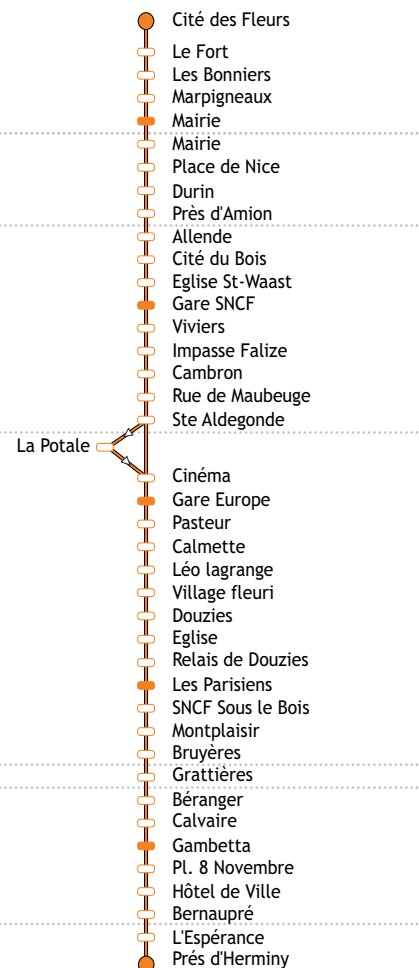 Cité des Fleurs
Le Fort
Les Bonniers
Marpigneaux
Mairie
Mairie
Place de Nice
Durin
Près d'Amion
Allende
Cité du Bois
Eglise St-Waast
Gare SNCF
Viviers
Impasse Falize
Cambron
Rue de Maubeuge
Ste Aldegonde
La Potale
Cinéma
Gare Europe
Pasteur
Calmette
Léo lagrange
Village fleuri
Douzies
Eglise
Relais de Douzies
Les Parisiens
SNCF Sous le Bois
Montplaisir
Bruyères
Grattières
Béranger
Calvaire
Gambetta
Pl. 8 Novembre
Hôtel de Ville
Bernaupré
L'Espérance
Prés d'Herminy